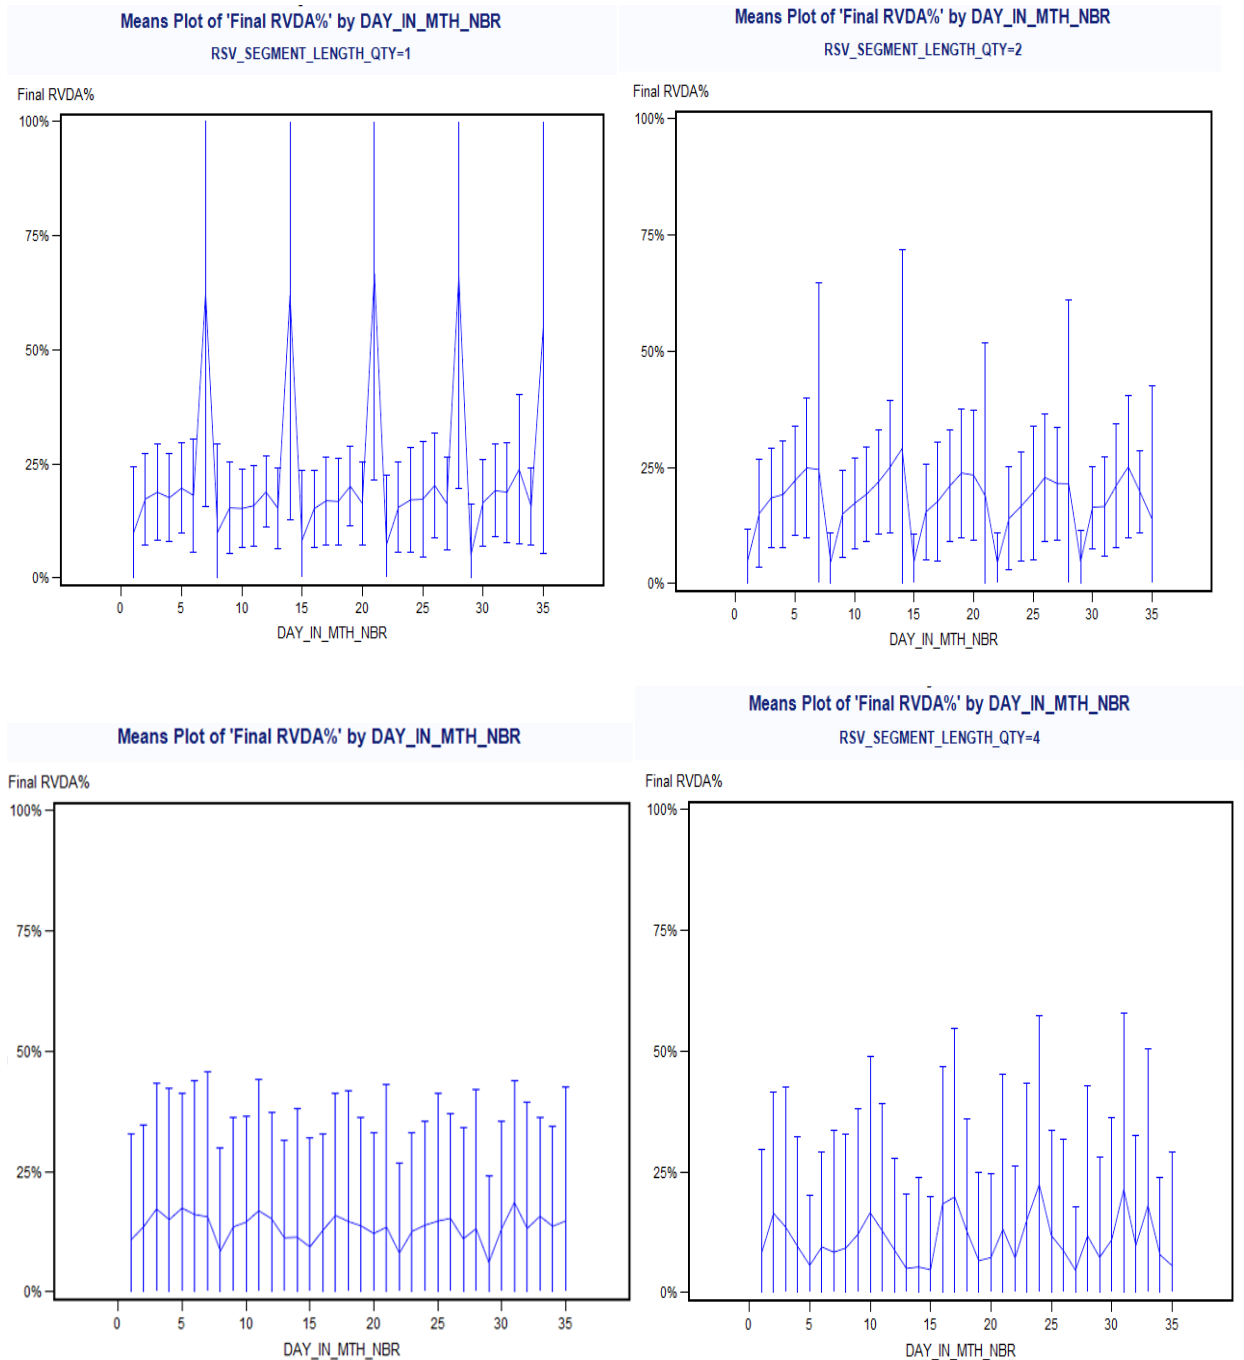 Means Plot of 'Final RVDA%' by DAY_IN_MTH_NBR
RSV_SEGMENT_LENGTH_QTY=1
Final RVDA%
100%
75%
50%
25%
0%
0 5 10 15 20 25 30 35
DAY_IN_MTH_NBR
Means Plot of 'Final RVDA%' by DAY_IN_MTH_NBR
RSV_SEGMENT_LENGTH_QTY=2
Final RVDA%
100%
75%
50%
25%
0%
0 5 10 15 20 25 30 35
DAY_IN_MTH_NBR
Means Plot of 'Final RVDA%' by DAY_IN_MTH_NBR
Final RVDA%
100%
75%
50%
25%
0%
0 5 10 15 20 25 30 35
DAY_IN_MTH_NBR
Means Plot of 'Final RVDA%' by DAY_IN_MTH_NBR
RSV_SEGMENT_LENGTH_QTY=4
Final RVDA%
100%
75%
50%
25%
0%
0 5 10 15 20 25 30 35
DAY_IN_MTH_NBR